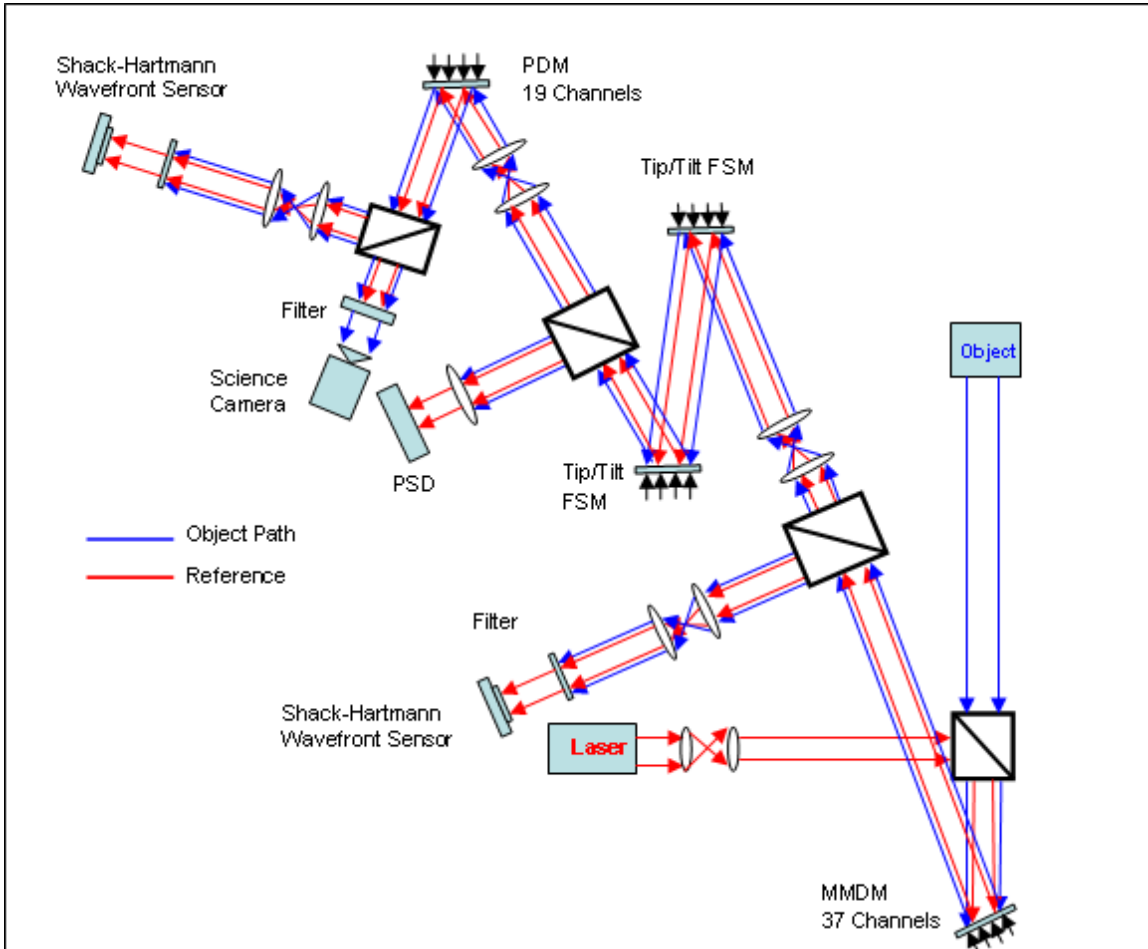 Shack-Hartmann
Wavefront Sensor
PDM
19 Channels
Tip/Tilt FSM
Filter
Science
Camera
PSD
Tip/Tilt
FSM
Object
Object Path
Reference
Filter
Shack-Hartmann
Wavefront Sensor
Laser
MMDM
37 Channels